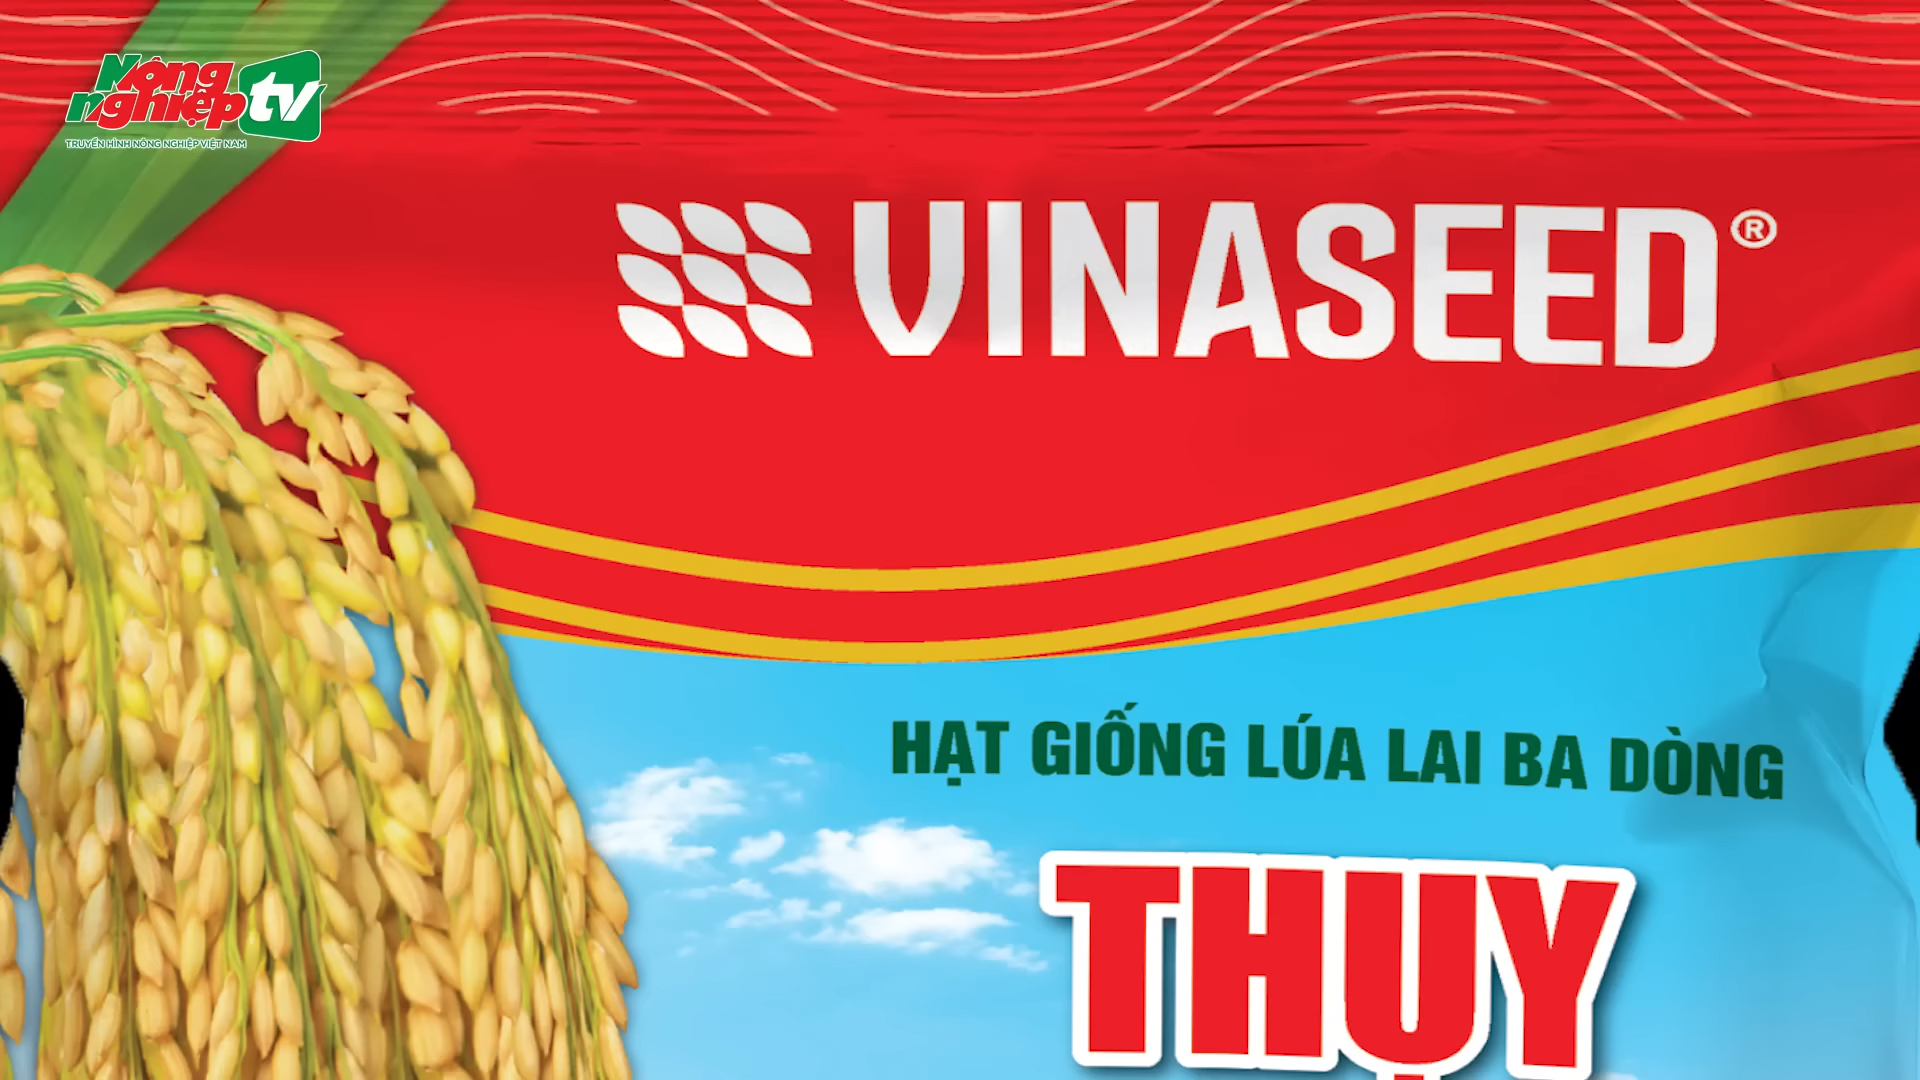 Nông
nghiệp tv
TRUYỀN HÌNH NÔNG NGHIỆP VIỆT NAM
VINASEED®
HẠT GIỐNG LÚA LAI BA DÒNG
THỤY